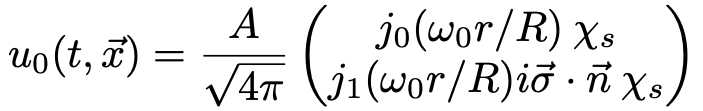 $u_0(t,\vec{x}) = \frac{A}{\sqrt{4\pi}} \begin{pmatrix} j_0(\omega_0 r/R)\,\chi_s \\ j_1(\omega_0 r/R) i\vec{\sigma}\cdot\vec{n}\,\chi_s \end{pmatrix}$